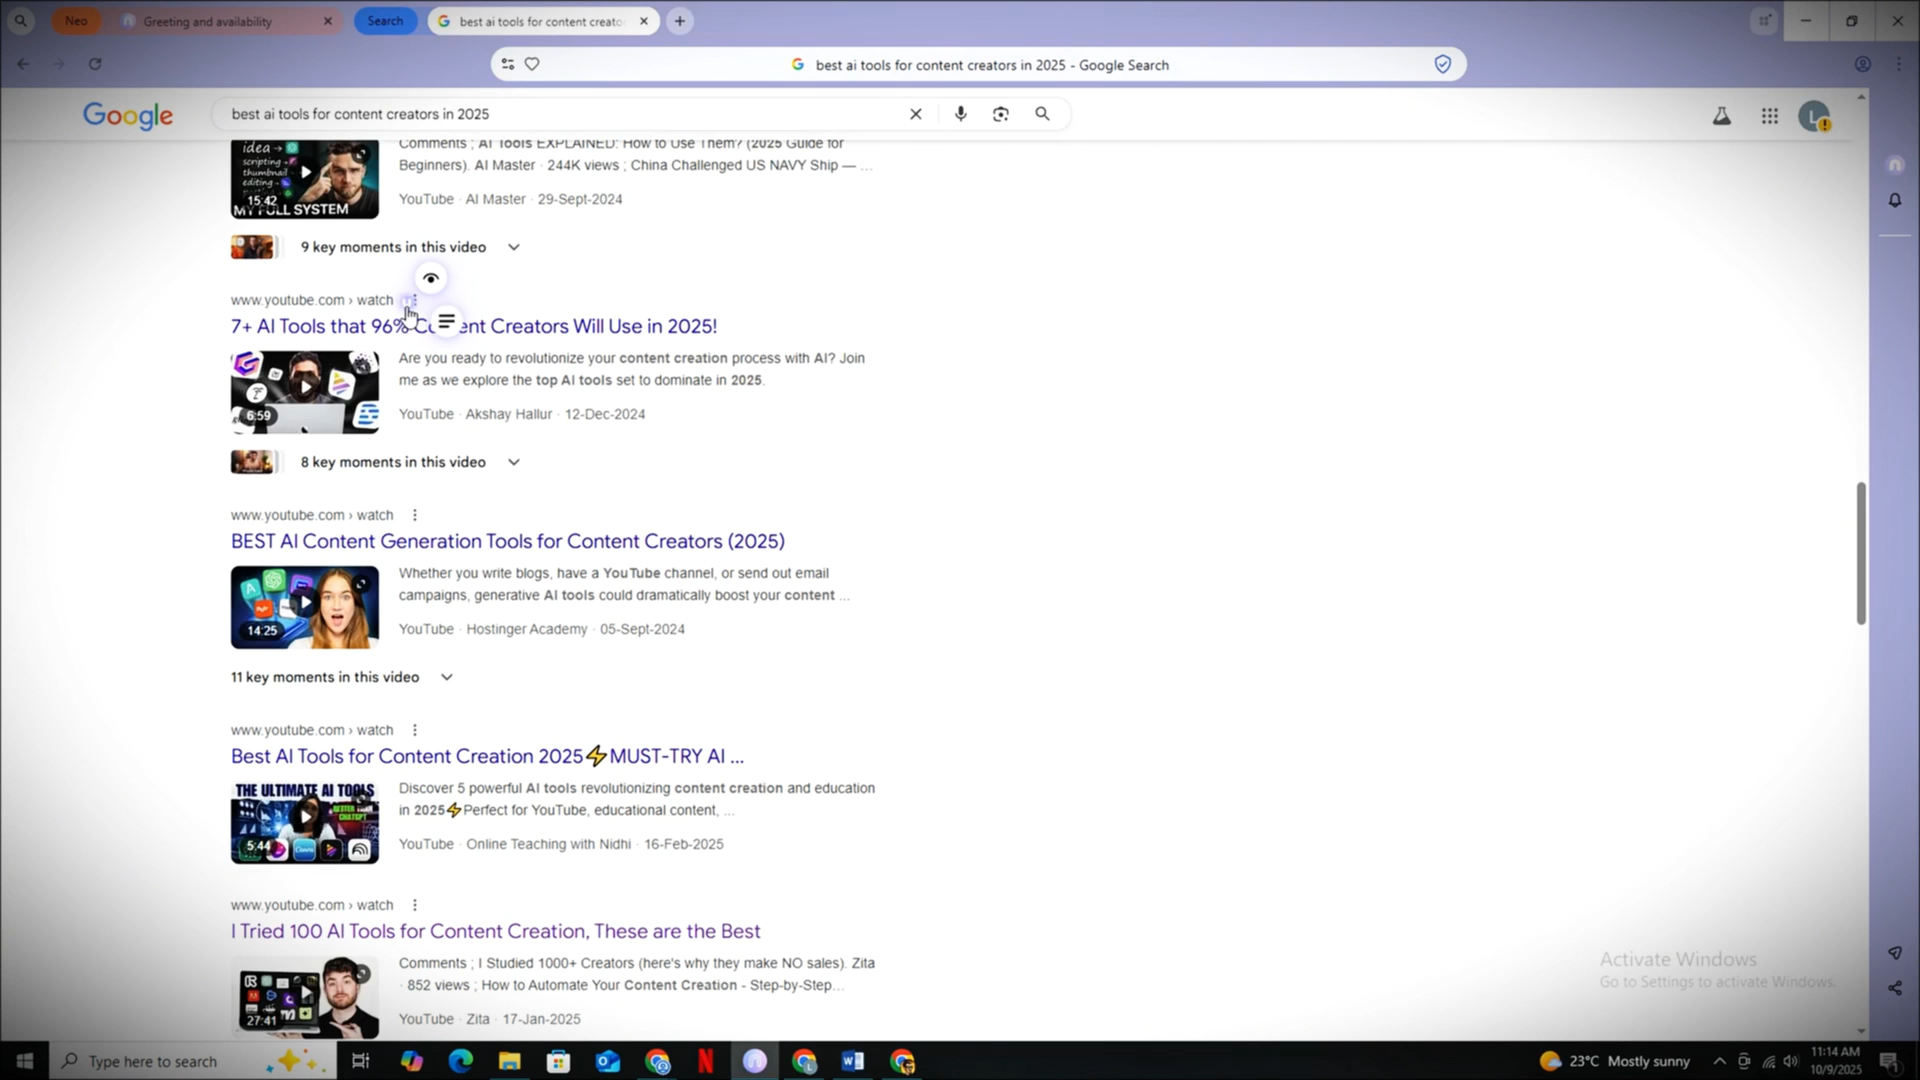 Neo
Greeting and availability
Search
best ai tools for content creato
best ai tools for content creators in 2025 - Google Search
Google
best ai tools for content creators in 2025
L
idea
scripting
thumbnail
editing
15:42
MY FULL SYSTEM
Comments ; AI Tools EXPLAINED: How to Use Them? (2025 Guide for
Beginners). AI Master · 244K views ; China Challenged US NAVY Ship — ...
YouTube · AI Master · 29-Sept-2024
9 key moments in this video
www.youtube.com › watch
7+ AI Tools that 96% Co ent Creators Will Use in 2025!
6:59
Are you ready to revolutionize your content creation process with AI? Join
me as we explore the top AI tools set to dominate in 2025.
YouTube · Akshay Hallur · 12-Dec-2024
8 key moments in this video
www.youtube.com › watch
BEST AI Content Generation Tools for Content Creators (2025)
14:25
Whether you write blogs, have a YouTube channel, or send out email
campaigns, generative AI tools could dramatically boost your content ...
YouTube · Hostinger Academy · 05-Sept-2024
11 key moments in this video
www.youtube.com › watch
Best AI Tools for Content Creation 2025⚡MUST-TRY AI ...
THE ULTIMATE AI TOOLS
BETTER THAN
CHATGPT
5:44
Canva
Discover 5 powerful AI tools revolutionizing content creation and education
in 2025⚡Perfect for YouTube, educational content, ...
YouTube · Online Teaching with Nidhi · 16-Feb-2025
www.youtube.com › watch
I Tried 100 AI Tools for Content Creation, These are the Best
27:41
Comments ; I Studied 1000+ Creators (here's why they make NO sales). Zita
· 852 views ; How to Automate Your Content Creation - Step-by-Step...
YouTube · Zita · 17-Jan-2025
Activate Windows
Go to Settings to activate Windows.
Type here to search
23°C Mostly sunny
11:14 AM
10/9/2025
1